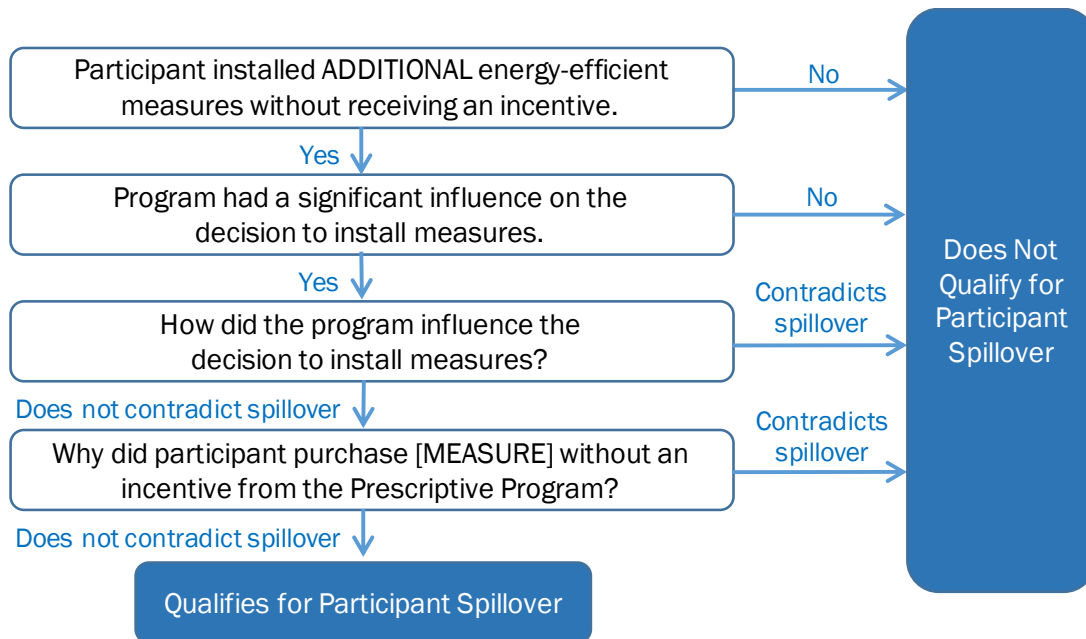 Participant installed ADDITIONAL energy-efficient
measures without receiving an incentive.
No
Yes
Program had a significant influence on the
decision to install measures.
No
Yes
How did the program influence the
decision to install measures?
Contradicts
spillover
Does not contradict spillover
Why did participant purchase [MEASURE] without an
incentive from the Prescriptive Program?
Contradicts
spillover
Does not contradict spillover
Qualifies for Participant Spillover
Does Not
Qualify for
Participant
Spillover